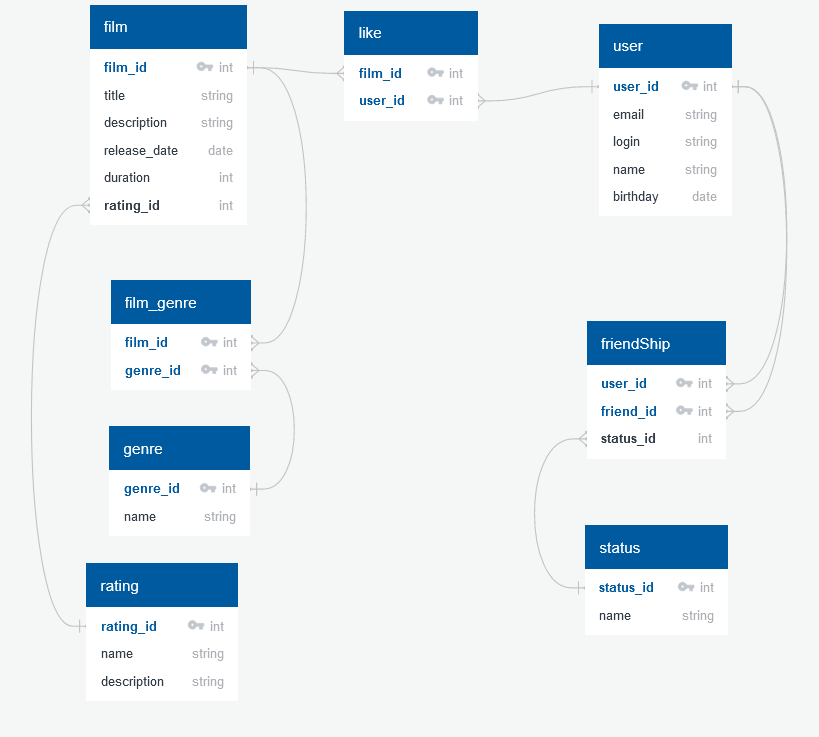 film
film_id int
title string
description string
release_date date
duration int
rating_id int
like
film_id int
user_id int
user
user_id int
email string
login string
name string
birthday date
film_genre
film_id int
genre_id int
genre
genre_id int
name string
rating
rating_id int
name string
description string
friendShip
user_id int
friend_id int
status_id int
status
status_id int
name string